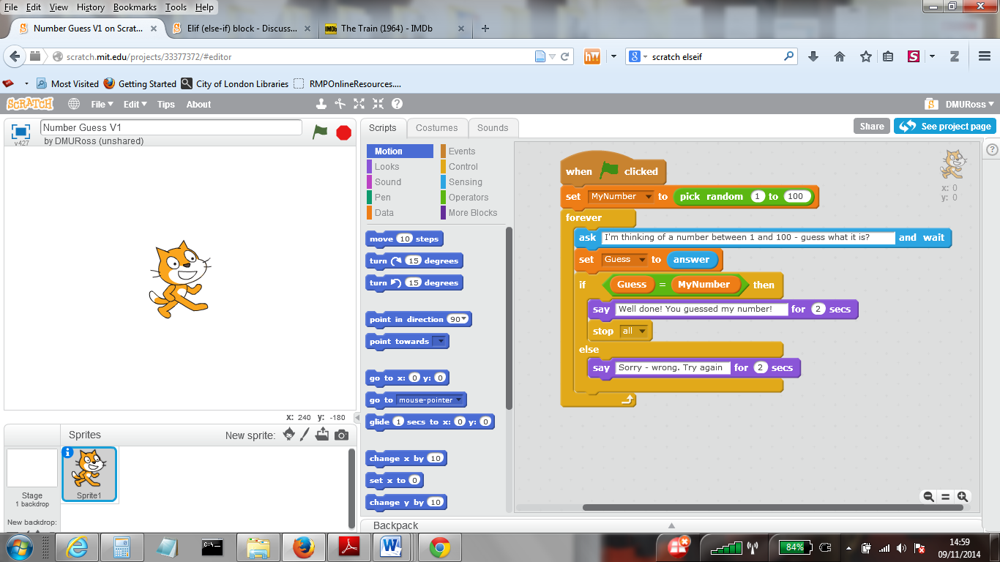 File Edit View History Bookmarks Tools Help
Number Guess V1 on Scrat... Elif (else-if) block - Discuss... IMDb The Train (1964) - IMDb
scratch.mit.edu/projects/33377372/#editor hw scratch elseif
Most Visited Getting Started City of London Libraries RMPOnlineResources....
SCRATCH File Edit Tips About DMURoss
Number Guess V1
v427 by DMURoss (unshared)
Scripts Costumes Sounds Share See project page
Motion Events
Looks Control
Sound Sensing
Pen Operators
Data More Blocks
move 10 steps
turn 15 degrees
turn 15 degrees
point in direction 90
point towards
go to x: 0 y: 0
go to mouse-pointer
glide 1 secs to x: 0 y: 0
change x by 10
set x to 0
change y by 10
when clicked
set MyNumber to pick random 1 to 100
forever
ask I'm thinking of a number between 1 and 100 - guess what it is? and wait
set Guess to answer
if Guess = MyNumber then
say Well done! You guessed my number! for 2 secs
stop all
else
say Sorry - wrong. Try again for 2 secs
x: 0
y: 0
x: 240 y: -180
Sprites New sprite:
Stage
1 backdrop
New backdrop:
Sprite1
Backpack
84%
14:59
09/11/2014